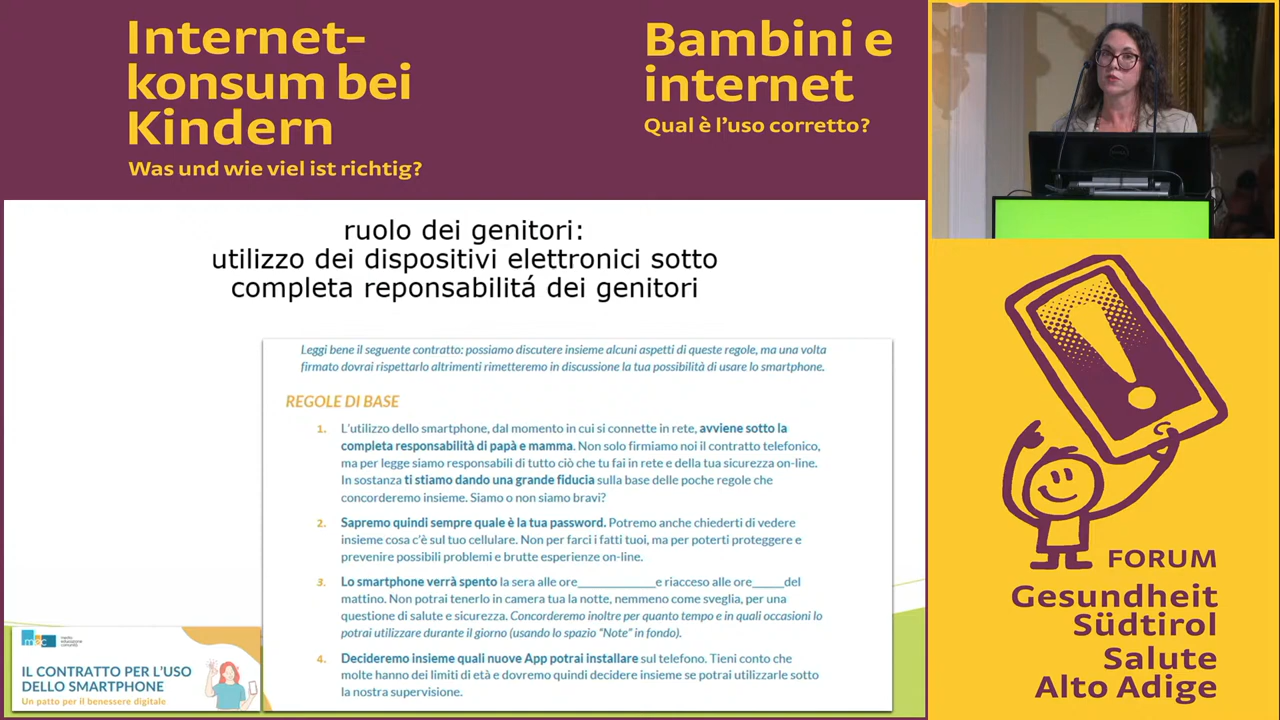 Internet-
konsum bei
Kindern
Was und wie viel ist richtig?
Bambini e
internet
Qual è l'uso corretto?
ruolo dei genitori:
utilizzo dei dispositivi elettronici sotto
completa reponsabilitá dei genitori
Leggi bene il seguente contratto: possiamo discutere insieme alcuni aspetti di queste regole, ma una volta
firmato dovrai rispettarlo altrimenti rimetteremo in discussione la tua possibilità di usare lo smartphone.
REGOLE DI BASE
1. L'utilizzo dello smartphone, dal momento in cui si connette in rete, avviene sotto la
completa responsabilità di papà e mamma. Non solo firmiamo noi il contratto telefonico,
ma per legge siamo responsabili di tutto ciò che tu fai in rete e della tua sicurezza on-line.
In sostanza ti stiamo dando una grande fiducia sulla base delle poche regole che
concorderemo insieme. Siamo o non siamo bravi?
2. Sapremo quindi sempre quale è la tua password. Potremo anche chiederti di vedere
insieme cosa c'è sul tuo cellulare. Non per farci i fatti tuoi, ma per poterti proteggere e
prevenire possibili problemi e brutte esperienze on-line.
3. Lo smartphone verrà spento la sera alle ore____________e riacceso alle ore_____del
mattino. Non potrai tenerlo in camera tua la notte, nemmeno come sveglia, per una
questione di salute e sicurezza. Concorderemo inoltre per quanto tempo e in quali occasioni lo
potrai utilizzare durante il giorno (usando lo spazio "Note" in fondo).
4. Decideremo insieme quali nuove App potrai installare sul telefono. Tieni conto che
molte hanno dei limiti di età e dovremo quindi decidere insieme se potrai utilizzarle sotto
la nostra supervisione.
media
educazione
comunità
IL CONTRATTO PER L'USO
DELLO SMARTPHONE
Un patto per il benessere digitale
FORUM
Gesundheit
Südtirol
Salute
Alto Adige